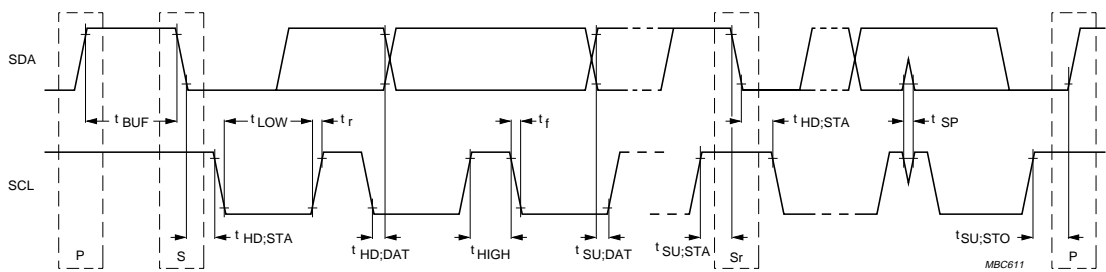 SDA
t BUF
t LOW
t r
t f
t HD;STA
t SP
SCL
t HD;STA
t HD;DAT
t HIGH
t SU;DAT
t SU;STA
t SU;STO
P
S
Sr
P
MBC611